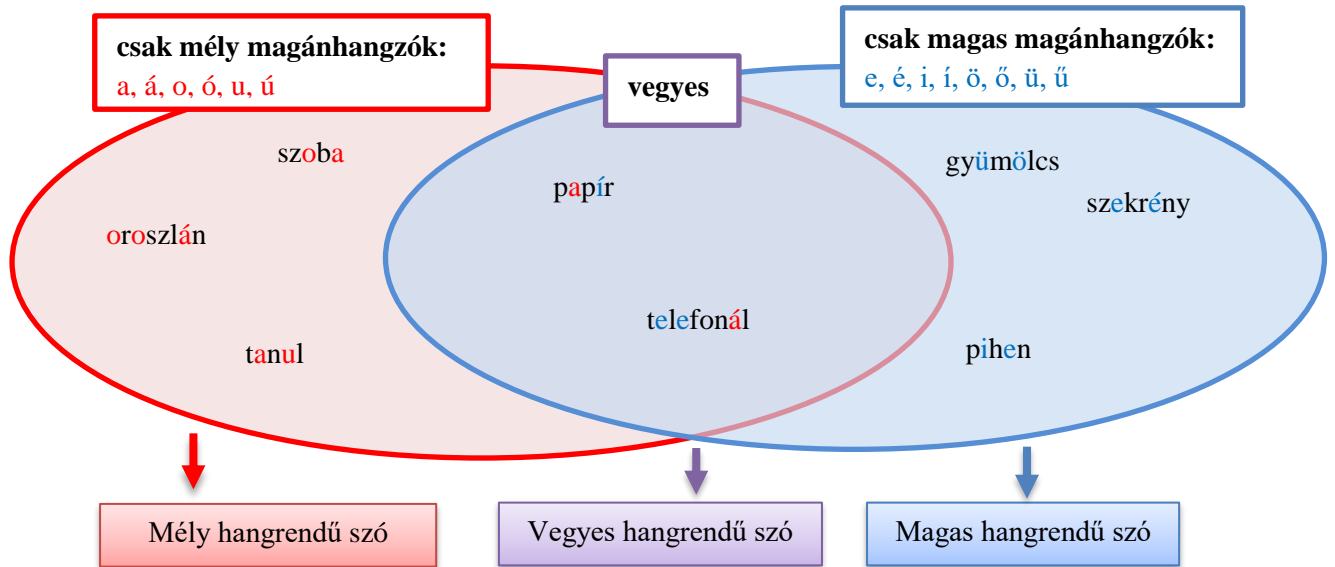 csak mély magánhangzók:
a, á, o, ó, u, ú
vegyes
csak magas magánhangzók:
e, é, i, í, ö, ő, ü, ű
szoba
oroszlán
tanul
papír
telefonál
gyümölcs
szekrény
pihen
Mély hangrendű szó
Vegyes hangrendű szó
Magas hangrendű szó